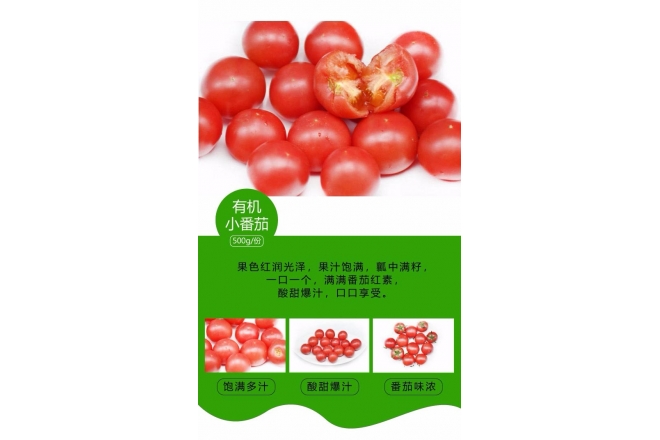 有机
小番茄
500g/份
果色红润光泽，果汁饱满，瓤中满籽，
一口一个，满满番茄红素，
酸甜爆汁，口口享受。
饱满多汁
酸甜爆汁
番茄味浓